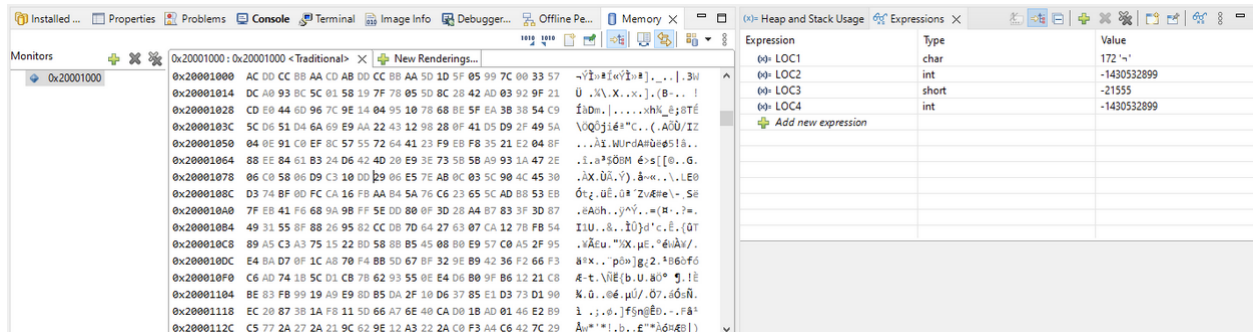 Installed ... Properties Problems Console Terminal Image Info Debugger... Offline Pe... Memory
(x)= Heap and Stack Usage Expressions
Monitors
0x20001000
0x20001000 : 0x20001000 <Traditional> New Renderings...
0x20001000 AC DD CC BB AA CD AB DD CC BB AA 5D 1D 5F 05 99 7C 00 33 57
0x20001014 DC A0 93 BC 5C 01 58 19 7F 78 05 5D 8C 28 42 AD 03 92 9F 21
0x20001028 CD E0 44 6D 96 7C 9E 14 04 95 10 78 68 BE 5F EA 3B 38 54 C9
0x2000103C 5C D6 51 D4 6A 69 E9 AA 22 43 12 98 28 0F 41 D5 D9 2F 49 5A
0x20001050 04 0E 91 C0 EF 8C 57 55 72 64 41 23 F9 EB F8 35 21 E2 04 8F
0x20001064 88 EE 84 61 B3 24 D6 42 4D 20 E9 3E 73 5B 5B A9 93 1A 47 2E
0x20001078 06 C0 58 06 D9 C3 10 DD 29 06 E5 7E AB 0C 03 5C 90 4C 45 30
0x2000108C D3 74 BF 0D FC CA 16 FB AA B4 5A 76 C6 23 65 5C AD B8 53 EB
0x200010A0 7F EB 41 F6 68 9A 9B FF 5E DD 80 0F 3D 28 A4 B7 83 3F 3D 87
0x200010B4 49 31 55 8F 88 26 95 82 CC DB 7D 64 27 63 07 CA 12 7B FB 54
0x200010C8 89 A5 C3 A3 75 15 22 BD 58 8B B5 45 08 B0 E9 57 C0 A5 2F 95
0x200010DC E4 BA D7 0F 1C A8 70 F4 BB 5D 67 BF 32 9E B9 42 36 F2 66 F3
0x200010F0 C6 AD 74 1B 5C D1 CB 7B 62 93 55 0E E4 D6 B0 9F B6 12 21 C8
0x20001104 BE 83 FB 99 19 A9 E9 8D B5 DA 2F 10 D6 37 85 E1 D3 73 D1 90
0x20001118 EC 20 87 3B 1A F8 11 5D 66 A7 6E 40 CA D0 1B AD 01 46 E2 B9
0x2000112C C5 77 2A 27 2A 21 9C 62 9E 12 A3 22 2A C0 F3 A4 C6 42 7C 29
Expression Type Value
(x)= LOC1 char 172 '¬'
(x)= LOC2 int -1430532899
(x)= LOC3 short -21555
(x)= LOC4 int -1430532899
Add new expression